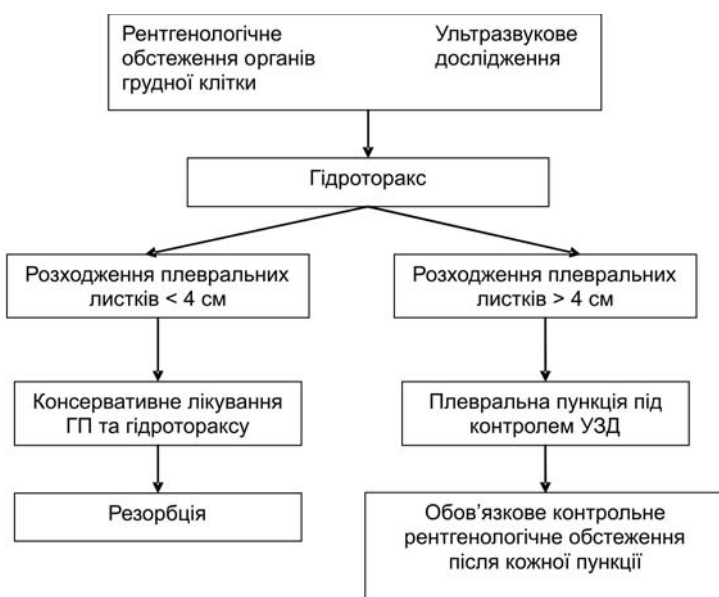 Рентгенологічне
обстеження органів
грудної клітки
Ультразвукове
дослідження
Гідроторакс
Розходження плевральних
листків < 4 см
Розходження плевральних
листків > 4 см
Консервативне лікування
ГП та гідротораксу
Плевральна пункція під
контролем УЗД
Резорбція
Обов’язкове контрольне
рентгенологічне обстеження
після кожної пункції